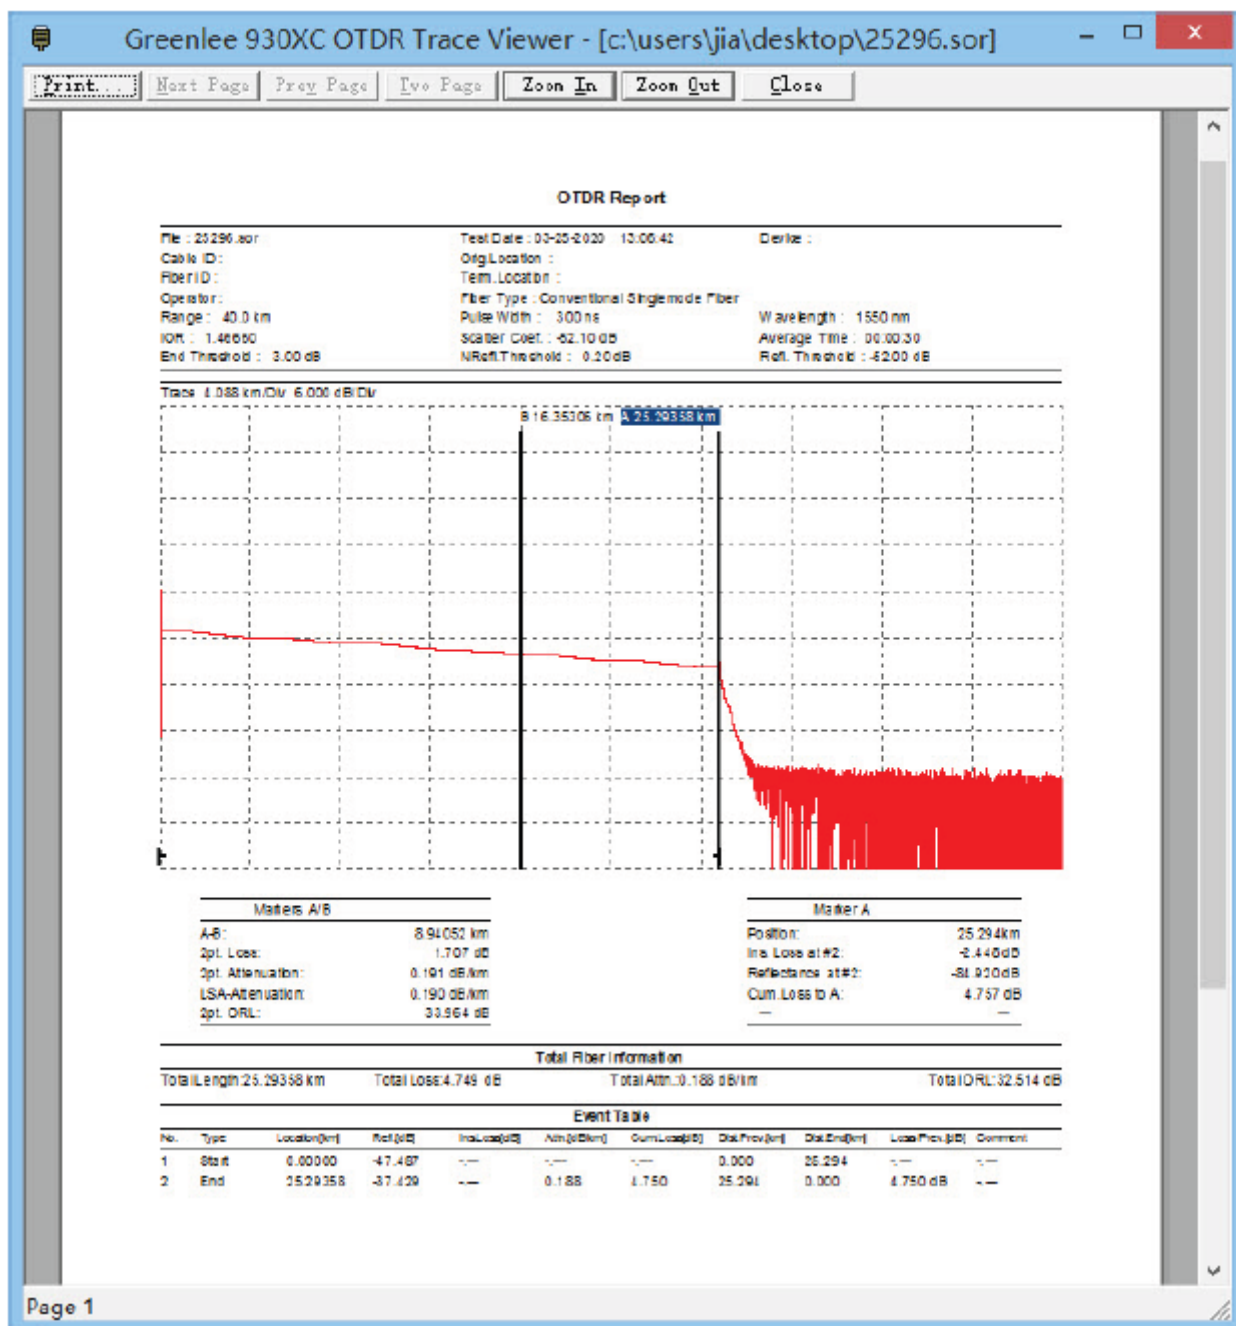 Greenlee 930XC OTDR Trace Viewer - [c:\users\jia\desktop\25296.sor]
Print... Next Page Prev Page Two Page Zoom In Zoom Out Close
OTDR Report
File : 25296.sor Test Date : 03-25-2020 13:06:42 Device :
Cable ID : Orig.Location :
Fiber ID : Term.Location :
Operator : Fiber Type : Conventional Singlemode Fiber
Range : 40.0 km Pulse Width : 300 ns Wavelength : 1550 nm
IOR : 1.46660 Scatter Coef. : -52.10 dB Average Time : 00:00:30
End Threshold : 3.00 dB NRefl.Threshold : 0.20 dB Refl. Threshold : -52.00 dB
Trace 4.088 km/Div 6.000 dB/Div
B 16.35306 km A 25.29358 km
Markers A/B Marker A
A-B: 8.94052 km Position: 25.294km
2pt. Loss: 1.707 dB Ins. Loss at #2: -2.446dB
2pt. Attenuation: 0.191 dB/km Reflectance at #2: -84.920dB
LSA-Attenuation: 0.190 dB/km Cum. Loss to A: 4.757 dB
2pt. ORL: 33.964 dB --- ---
Total Fiber Information
Total Length:25.29358 km Total Loss:4.749 dB Total Attn.:0.188 dB/km Total ORL:32.514 dB
Event Table
No. Type Location[km] Refl.[dB] Ins.Loss[dB] Attn.[dB/km] Cum.Loss[dB] Dist.Prev.[km] Dist.End[km] Loss Prev.[dB] Comment
1 Start 0.00000 -47.487 -.--- -.--- -.--- 0.000 25.294 -.--- -.---
2 End 25.29358 -37.429 -.--- 0.188 4.750 25.294 0.000 4.750 dB -.---
Page 1